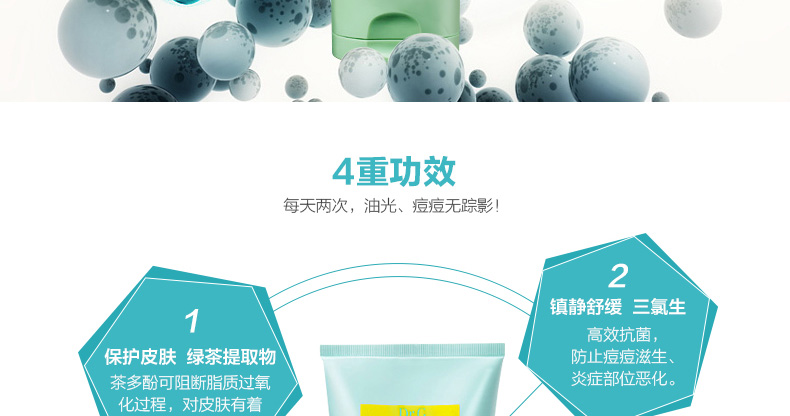 4重功效
每天两次，油光、痘痘无踪影！
1
保护皮肤 绿茶提取物
茶多酚可阻断脂质过氧
化过程，对皮肤有着
2
镇静舒缓 三氯生
高效抗菌，
防止痘痘滋生、
炎症部位恶化。
Dr.G